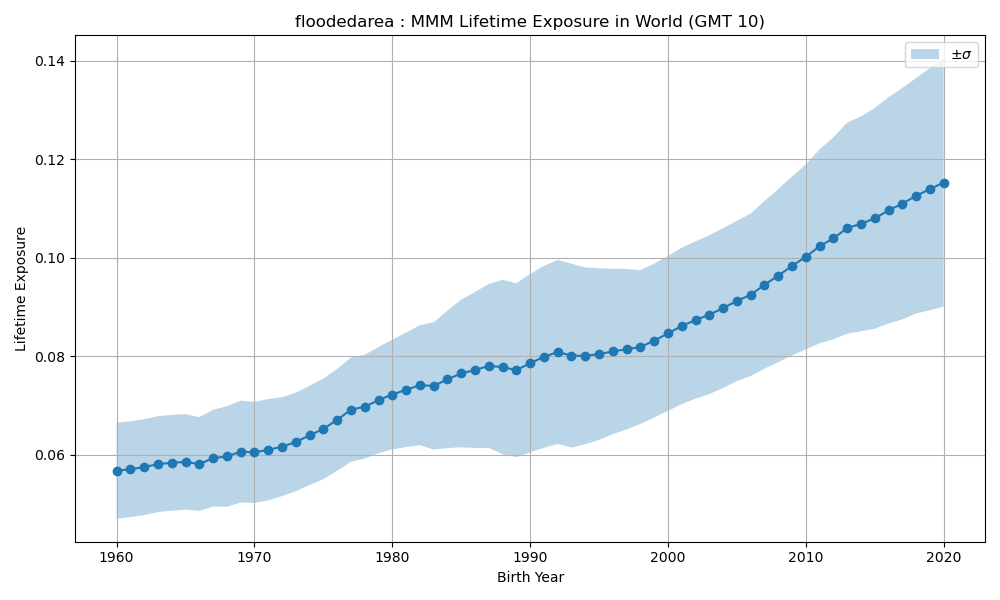 floodedarea : MMM Lifetime Exposure in World (GMT 10)
±σ
0.14
0.12
0.10
0.08
0.06
Lifetime Exposure
1960 1970 1980 1990 2000 2010 2020
Birth Year